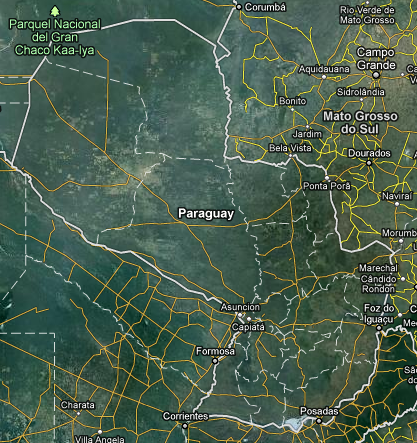 Corumbá
Rio Verde de
Mato Grosso
Parque Nacional
del Gran
Chaco Kaa-Iya
Campo
Grande
Aquidauana
Sidrolândia
Bonito
Mato Grosso
do Sul
Jardim
Bela Vista
Dourados
Ponta Porã
Naviraí
Paraguay
Morumb
Marechal
Cândido
Rondon
Asuncion
Capiatá
Foz do
Iguaçu
Formosa
Charata
Villa Angela
Corrientes
Posadas